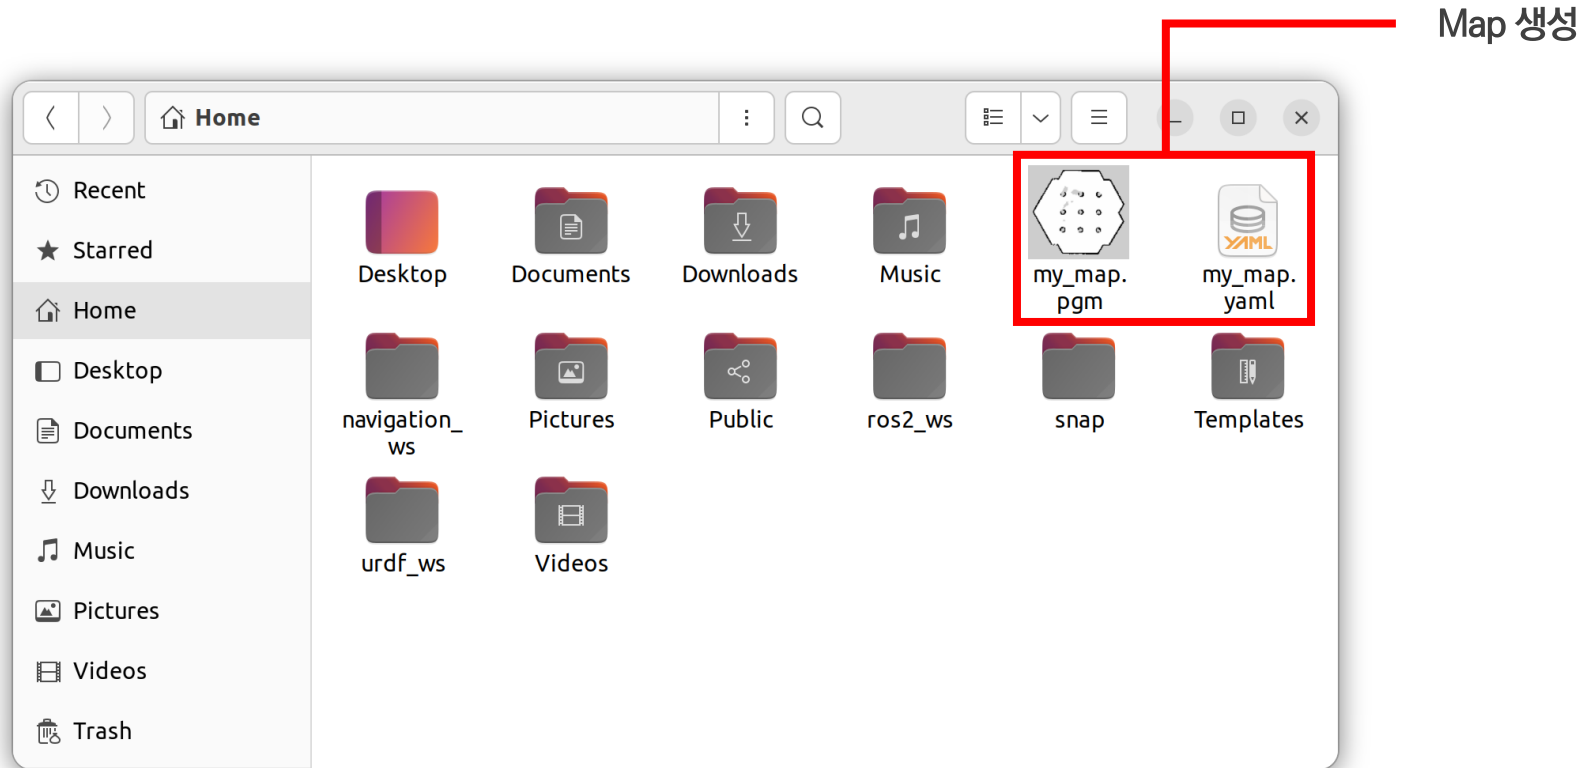 Map 생성
Home
Recent
Starred
Home
Desktop
Documents
Downloads
Music
Pictures
Videos
Trash
Desktop
Documents
Downloads
Music
my_map.
pgm
YAML
my_map.
yaml
navigation_
ws
Pictures
Public
ros2_ws
snap
Templates
urdf_ws
Videos